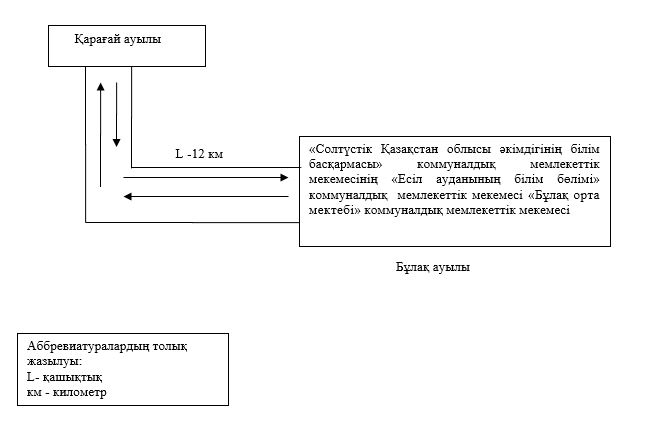 Қарағай ауылы
L -12 км
«Солтүстік Қазақстан облысы әкімдігінің білім
басқармасы» коммуналдық мемлекеттік
мекемесінің «Есіл ауданының білім бөлімі»
коммуналдық мемлекеттік мекемесі «Бұлақ орта
мектебі» коммуналдық мемлекеттік мекемесі
Бұлақ ауылы
Аббревиатуралардың толық
жазылуы:
L- қашықтық
км - километр